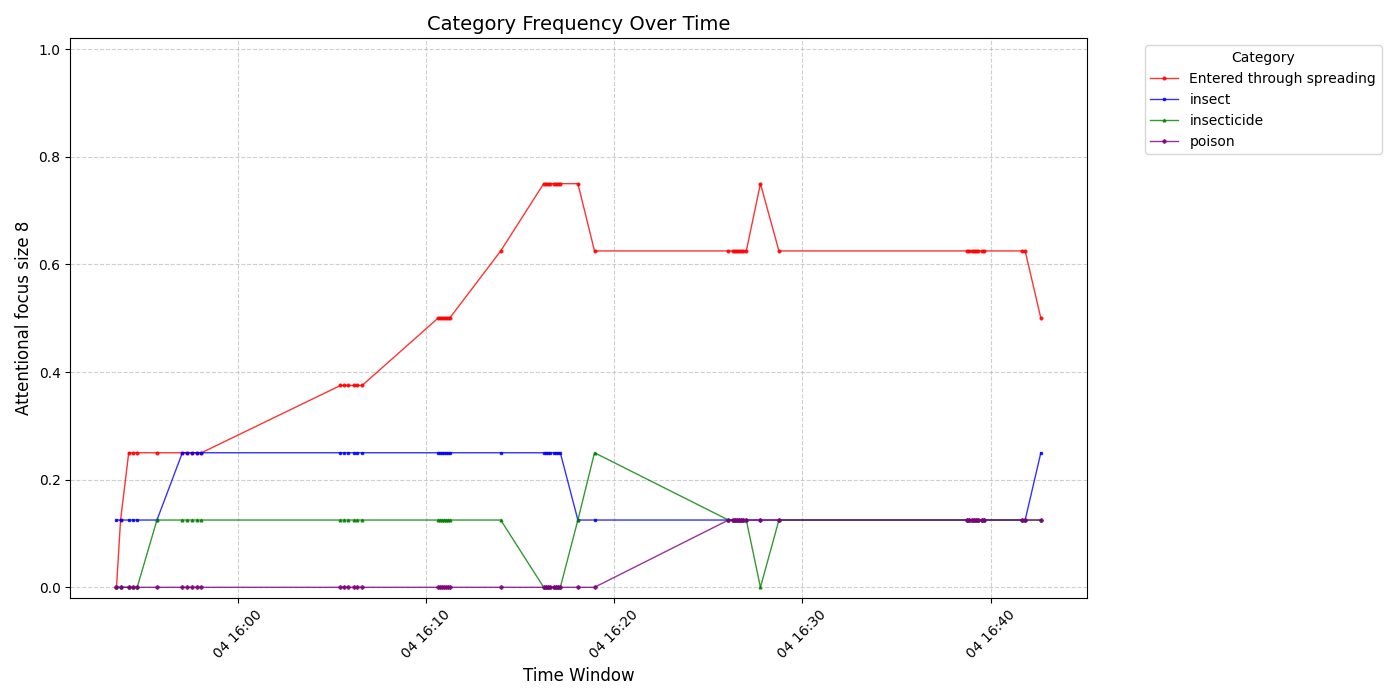 Category Frequency Over Time
1.0
0.8
0.6
0.4
0.2
0.0
Attentional focus size 8
04 16:00
04 16:10
04 16:20
04 16:30
04 16:40
Time Window
Category
Entered through spreading
insect
insecticide
poison